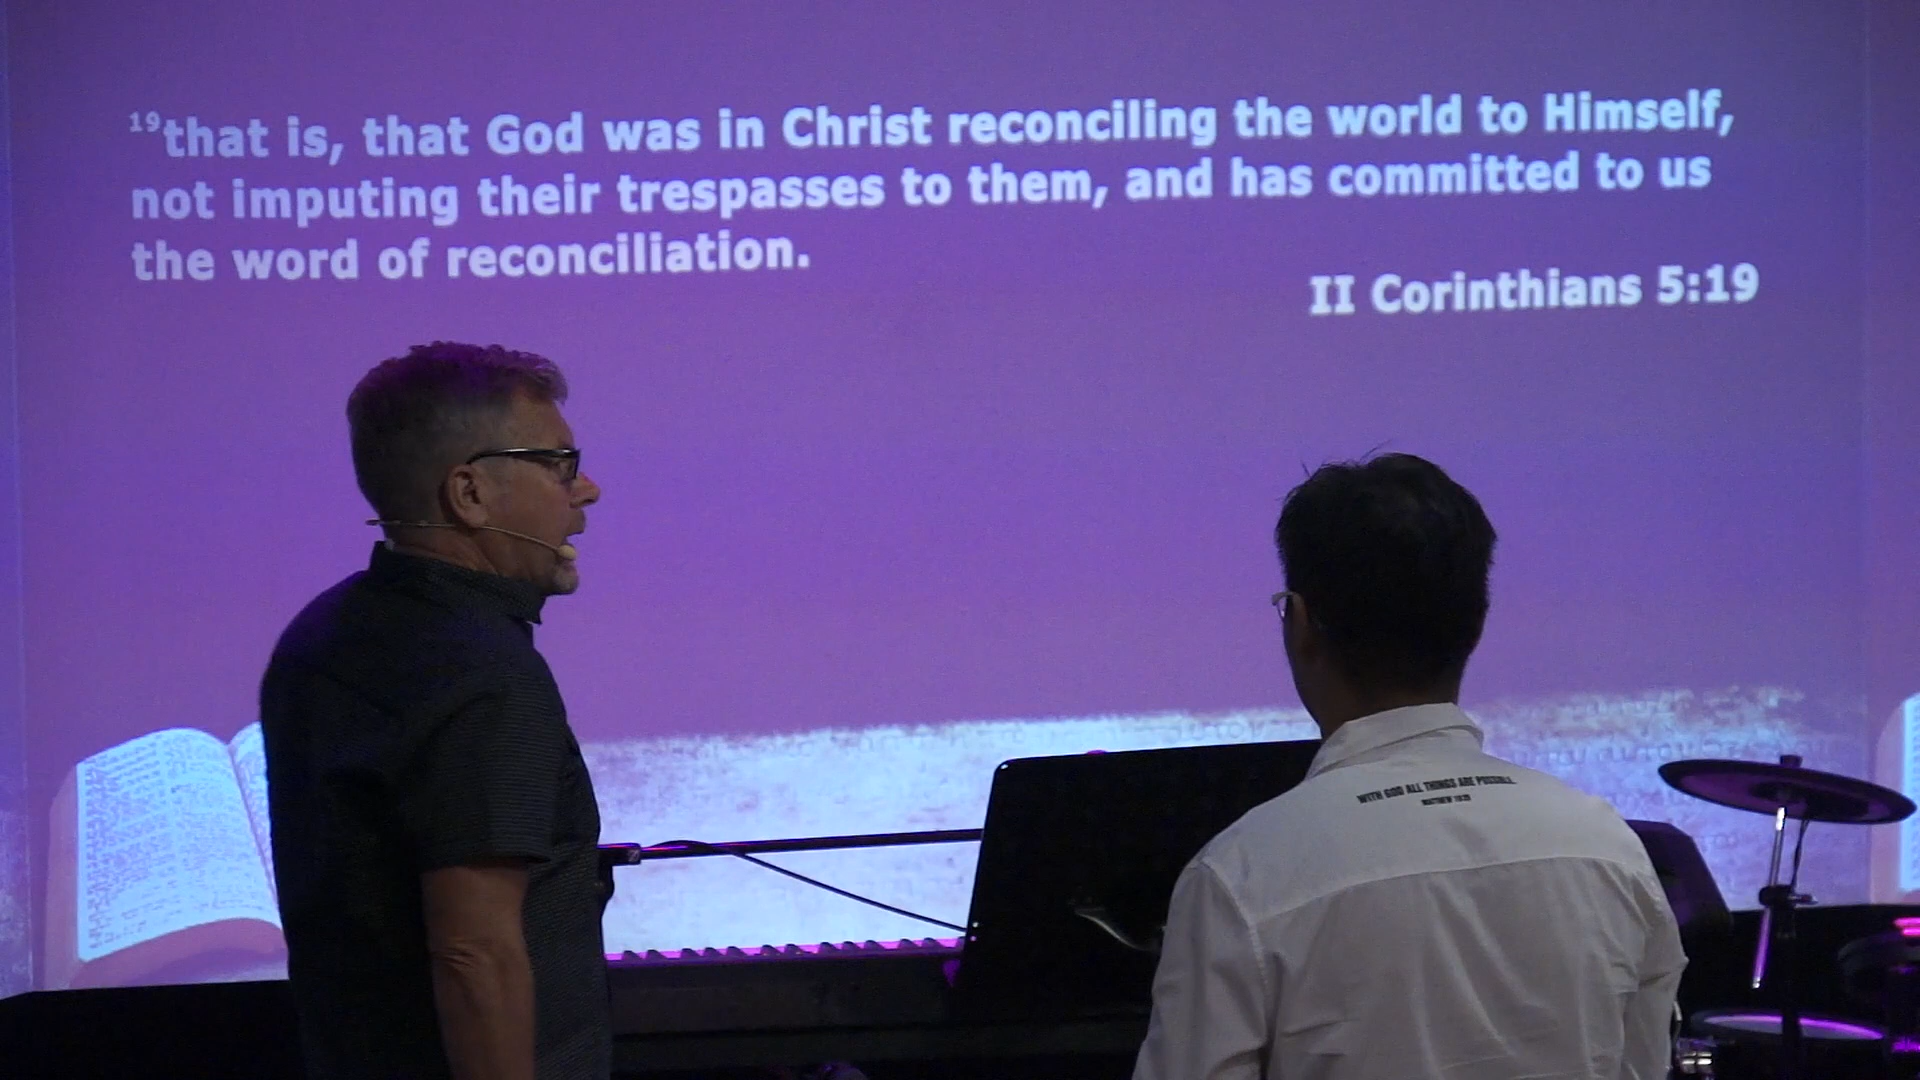 19that is, that God was in Christ reconciling the world to Himself,
not imputing their trespasses to them, and has committed to us
the word of reconciliation.
II Corinthians 5:19
WITH GOD ALL THINGS ARE POSSIBLE.
MATTHEW